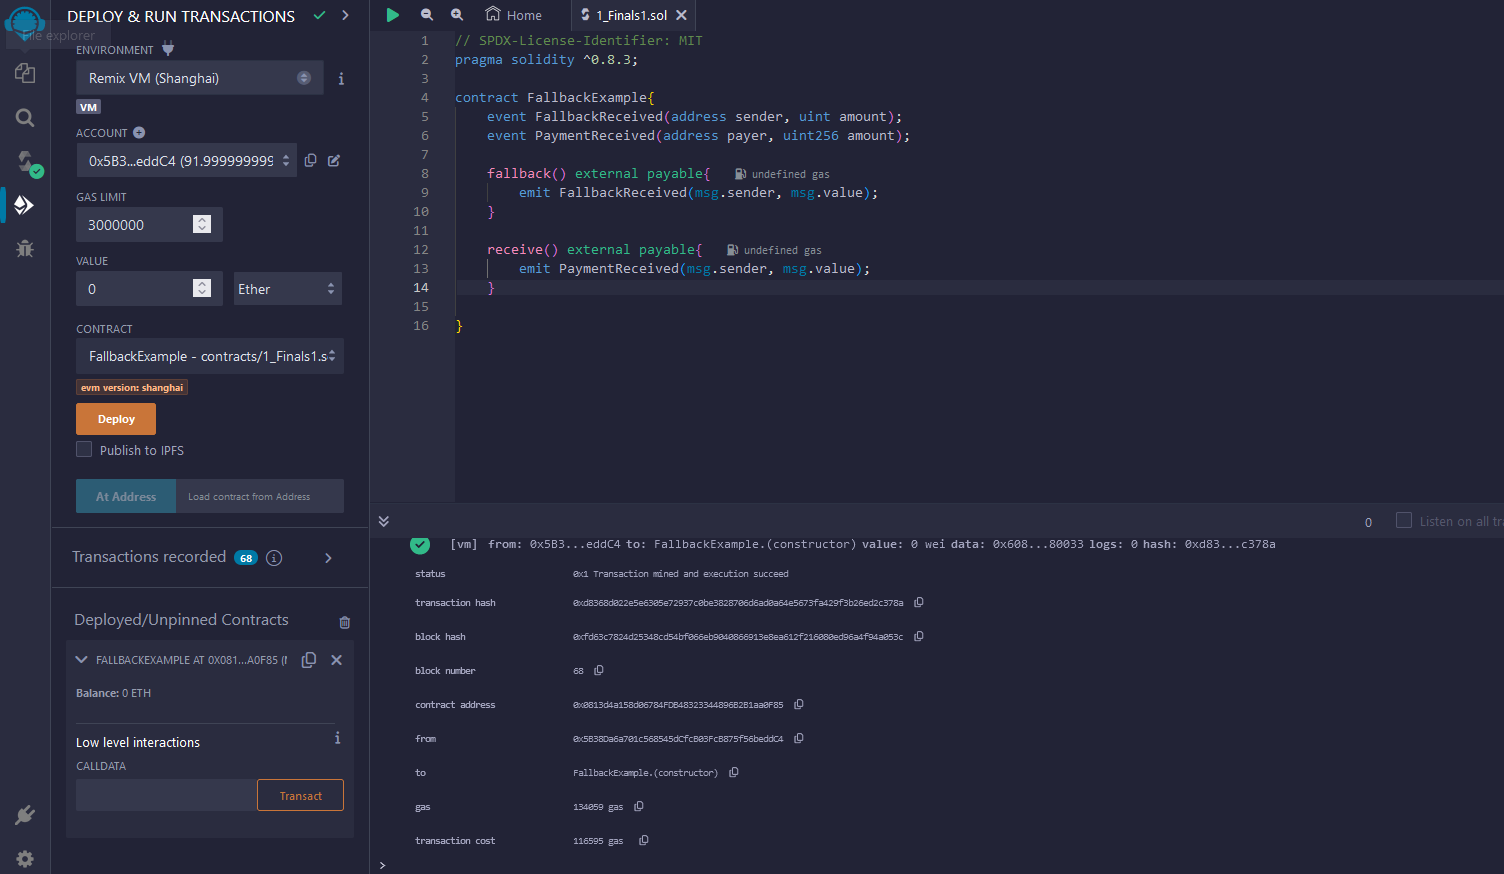 DEPLOY & RUN TRANSACTIONS
File explorer
ENVIRONMENT
Remix VM (Shanghai)
VM
ACCOUNT
0x5B3...eddC4 (91.999999999
GAS LIMIT
3000000
VALUE
0
Ether
CONTRACT
FallbackExample - contracts/1_Finals1.s
evm version: shanghai
Deploy
Publish to IPFS
At Address
Load contract from Address
Transactions recorded 68
Deployed/Unpinned Contracts
FALLBACKEXAMPLE AT 0X081...A0F85 (
Balance: 0 ETH
Low level interactions
CALLDATA
Transact
Home
1_Finals1.sol
1 // SPDX-License-Identifier: MIT
2 pragma solidity ^0.8.3;
3
4 contract FallbackExample{
5 event FallbackReceived(address sender, uint amount);
6 event PaymentReceived(address payer, uint256 amount);
7
8 fallback() external payable{ undefined gas
9 emit FallbackReceived(msg.sender, msg.value);
10 }
11
12 receive() external payable{ undefined gas
13 emit PaymentReceived(msg.sender, msg.value);
14 }
15
16 }
0
Listen on all tr
[vm] from: 0x5B3...eddC4 to: FallbackExample.(constructor) value: 0 wei data: 0x608...80033 logs: 0 hash: 0xd83...c378a
status 0x1 Transaction mined and execution succeed
transaction hash 0xd8368d022e5e6305e72937c0be3828706d6ad0a64e5673fa429f3b26ed2c378a
block hash 0xfd63c7824d25348cd54bf066eb9040866913e8ea612f216080ed96a4f94a053c
block number 68
contract address 0x0813d4a158d06784FDB48323344896B2B1aa0F85
from 0x5B38Da6a701c568545dCfcB03FcB875f56beddC4
to FallbackExample.(constructor)
gas 134059 gas
transaction cost 116595 gas
>